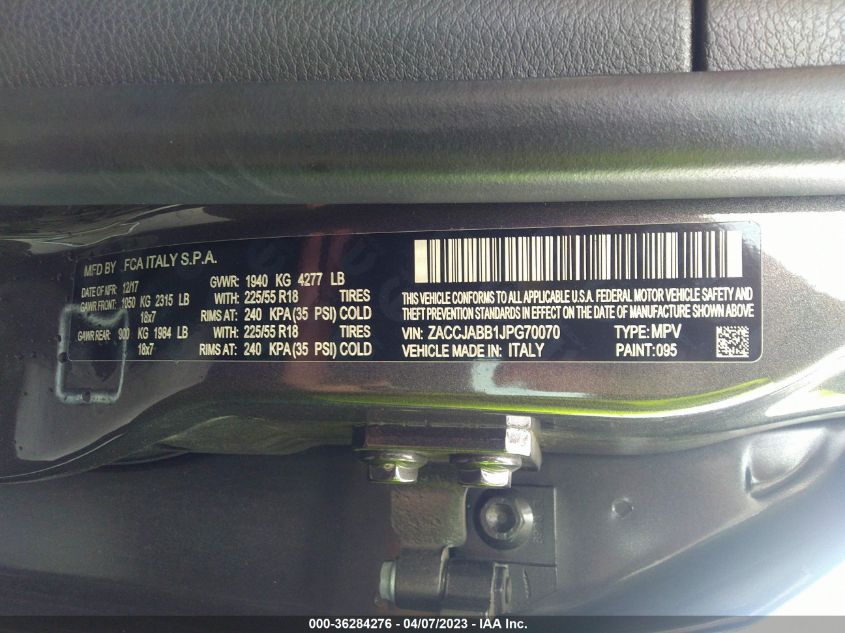 MFD BY FCA ITALY S.P.A.
DATE OF MFR: 12/17 GVWR: 1940 KG 4277 LB
GAWR FRONT: 1050 KG 2315 LB WITH: 225/55 R18 TIRES
18x7 RIMS AT: 240 KPA(35 PSI) COLD
GAWR REAR: 900 KG 1984 LB WITH: 225/55 R18 TIRES
18x7 RIMS AT: 240 KPA(35 PSI) COLD
THIS VEHICLE CONFORMS TO ALL APPLICABLE U.S.A. FEDERAL MOTOR VEHICLE SAFETY AND
THEFT PREVENTION STANDARDS IN EFFECT ON THE DATE OF MANUFACTURE SHOWN ABOVE
VIN: ZACCJABB1JPG70070 TYPE: MPV
VEHICLE MADE IN: ITALY PAINT: 095
000-36284276 - 04/07/2023 - IAA Inc.